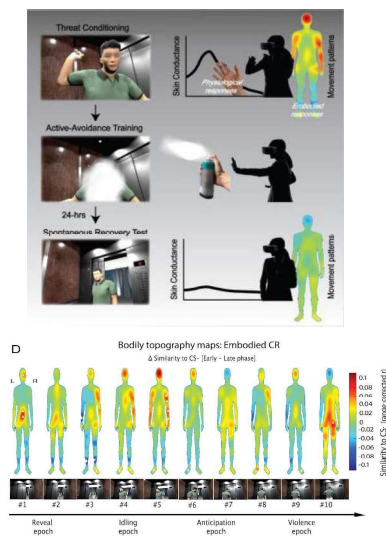 Threat Conditioning
Skin Conductance
Physiological
responses
Embodied
responses
Movement patterns
Active-Avoidance Training
24-hrs
Spontaneous Recovery Test
Skin Conductance
Movement patterns
D
Bodily topography maps: Embodied CR
Δ Similarity to CS- [Early – Late phase]
L R
0.1
0.08
0.06
0.04
0.02
0
-0.02
-0.04
-0.06
-0.08
-0.1
Similarity to CS- [range-corrected r]
#1 #2 #3 #4 #5 #6 #7 #8 #9 #10
Reveal
epoch
Idling
epoch
Anticipation
epoch
Violence
epoch